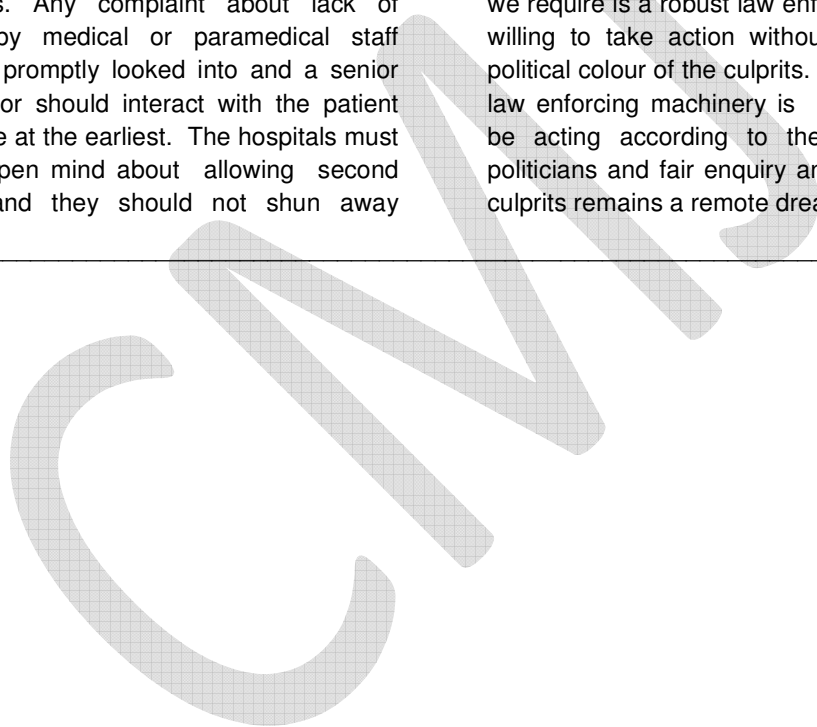 s. Any complaint about lack of
by medical or paramedical staff
promptly looked into and a senior
or should interact with the patient
e at the earliest. The hospitals must
pen mind about allowing second
and they should not shun away
we require is a robust law enf
willing to take action withou
political colour of the culprits.
law enforcing machinery is
be acting according to the
politicians and fair enquiry an
culprits remains a remote drea
CMJ